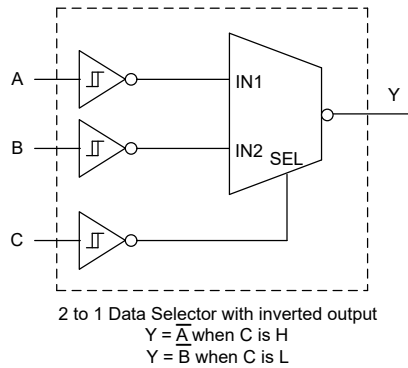 A
IN1
Y
B
IN2
SEL
C
2 to 1 Data Selector with inverted output
Y = A̅ when C is H
Y = B̅ when C is L